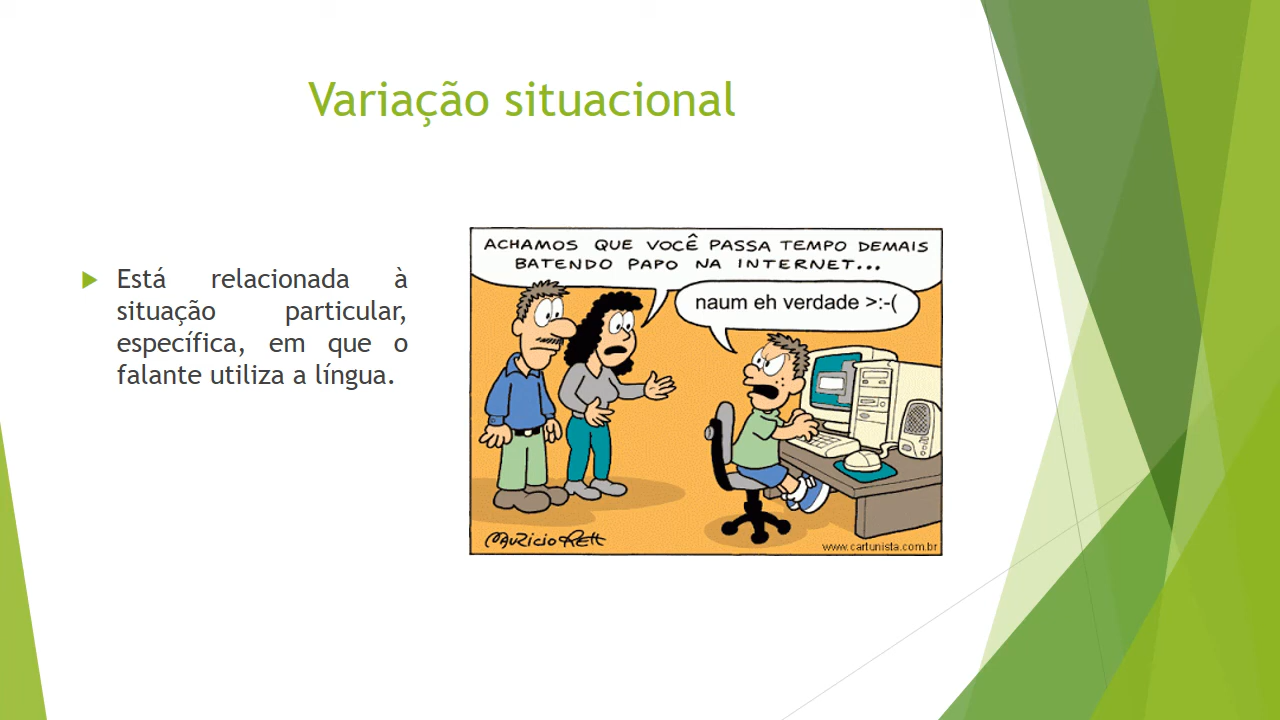 Variação situacional
Está relacionada à
situação particular,
específica, em que o
falante utiliza a língua.
ACHAMOS QUE VOCÊ PASSA TEMPO DEMAIS
BATENDO PAPO NA INTERNET...
naum eh verdade >:-(
MAURICIO RETT
www.cartunista.com.br